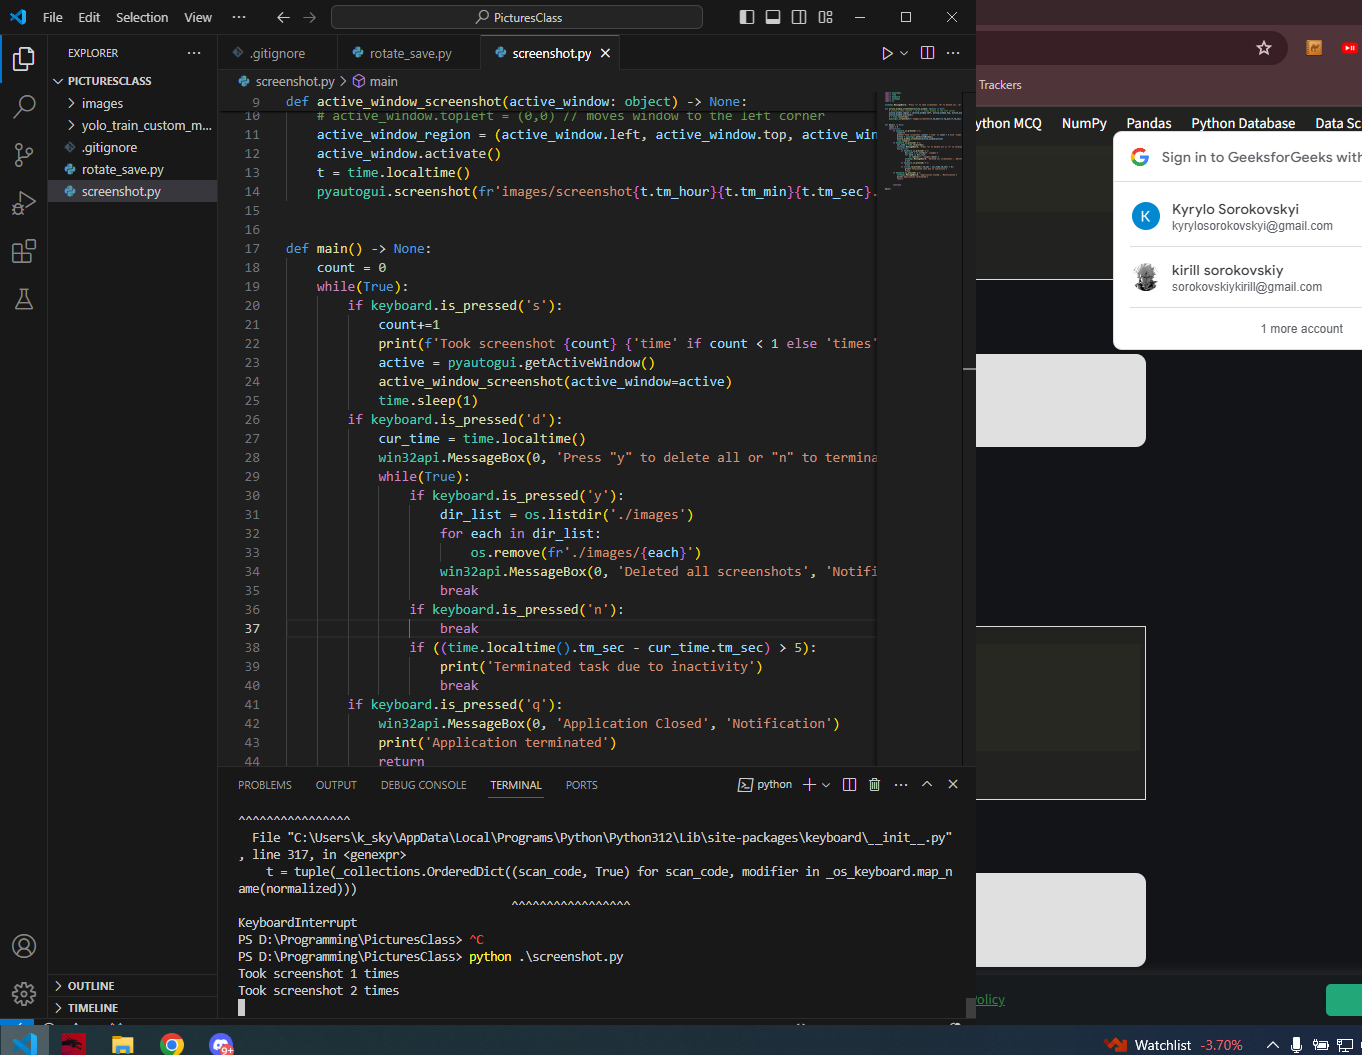 File Edit Selection View ··· PicturesClass
EXPLORER ···
PICTURESCLASS
images
yolo_train_custom_m...
.gitignore
rotate_save.py
screenshot.py
OUTLINE
TIMELINE
.gitignore rotate_save.py screenshot.py
screenshot.py > main
9 def active_window_screenshot(active_window: object) -> None:
10 # active_window.topleft = (0,0) // moves window to the left corner
11 active_window_region = (active_window.left, active_window.top, active_win
12 active_window.activate()
13 t = time.localtime()
14 pyautogui.screenshot(fr'images/screenshot{t.tm_hour}{t.tm_min}{t.tm_sec}.
15
16
17 def main() -> None:
18 count = 0
19 while(True):
20 if keyboard.is_pressed('s'):
21 count+=1
22 print(f'Took screenshot {count} {'time' if count < 1 else 'times'
23 active = pyautogui.getActiveWindow()
24 active_window_screenshot(active_window=active)
25 time.sleep(1)
26 if keyboard.is_pressed('d'):
27 cur_time = time.localtime()
28 win32api.MessageBox(0, 'Press "y" to delete all or "n" to termina
29 while(True):
30 if keyboard.is_pressed('y'):
31 dir_list = os.listdir('./images')
32 for each in dir_list:
33 os.remove(fr'./images/{each}')
34 win32api.MessageBox(0, 'Deleted all screenshots', 'Notifi
35 break
36 if keyboard.is_pressed('n'):
37 break
38 if ((time.localtime().tm_sec - cur_time.tm_sec) > 5):
39 print('Terminated task due to inactivity')
40 break
41 if keyboard.is_pressed('q'):
42 win32api.MessageBox(0, 'Application Closed', 'Notification')
43 print('Application terminated')
44 return
PROBLEMS OUTPUT DEBUG CONSOLE TERMINAL PORTS python
^^^^^^^^^^^^^^^^
File "C:\Users\k_sky\AppData\Local\Programs\Python\Python312\Lib\site-packages\keyboard\__init__.py"
, line 317, in <genexpr>
t = tuple(_collections.OrderedDict((scan_code, True) for scan_code, modifier in _os_keyboard.map_n
ame(normalized)))
^^^^^^^^^^^^^^^^^
KeyboardInterrupt
PS D:\Programming\PicturesClass> ^C
PS D:\Programming\PicturesClass> python .\screenshot.py
Took screenshot 1 times
Took screenshot 2 times
Trackers
ython MCQ NumPy Pandas Python Database Data Sc
Sign in to GeeksforGeeks with
K Kyrylo Sorokovskyi
kyrylosorokovskyi@gmail.com
kirill sorokovskiy
sorokovskiykirill@gmail.com
1 more account
olicy
9+
Watchlist -3.70%